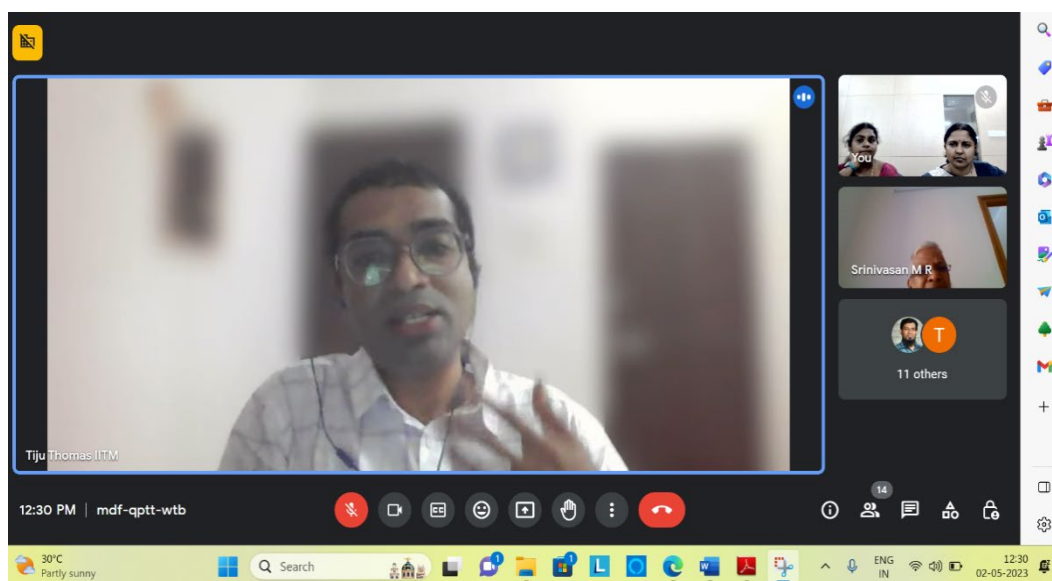 You
Srinivasan M R
T
11 others
Tiju Thomas IITM
12:30 PM | mdf-qptt-wtb
CC
14
30°C
Partly sunny
Search
L
ENG
IN
12:30
02-05-2023